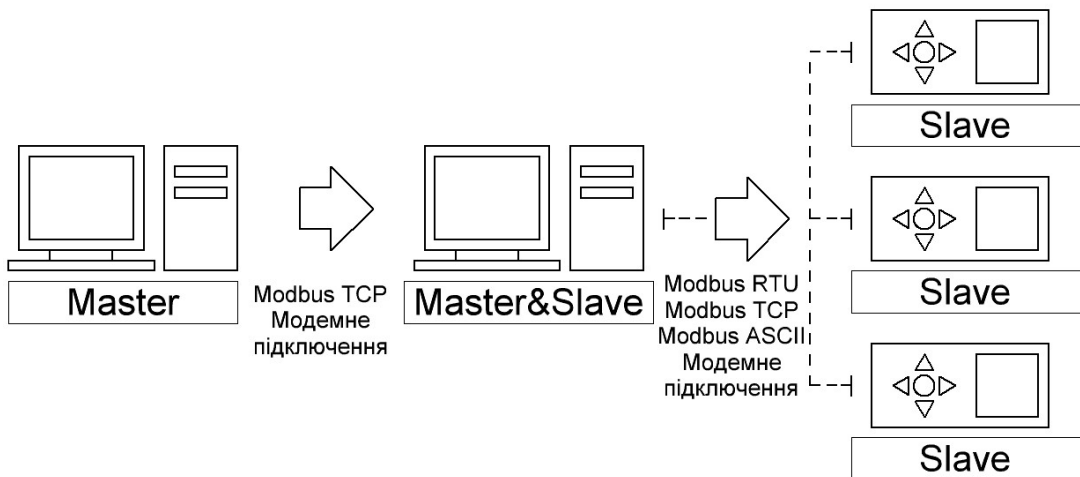 Master
Modbus TCP
Модемне
підключення
Master&Slave
Modbus RTU
Modbus TCP
Modbus ASCII
Модемне
підключення
Slave
Slave
Slave